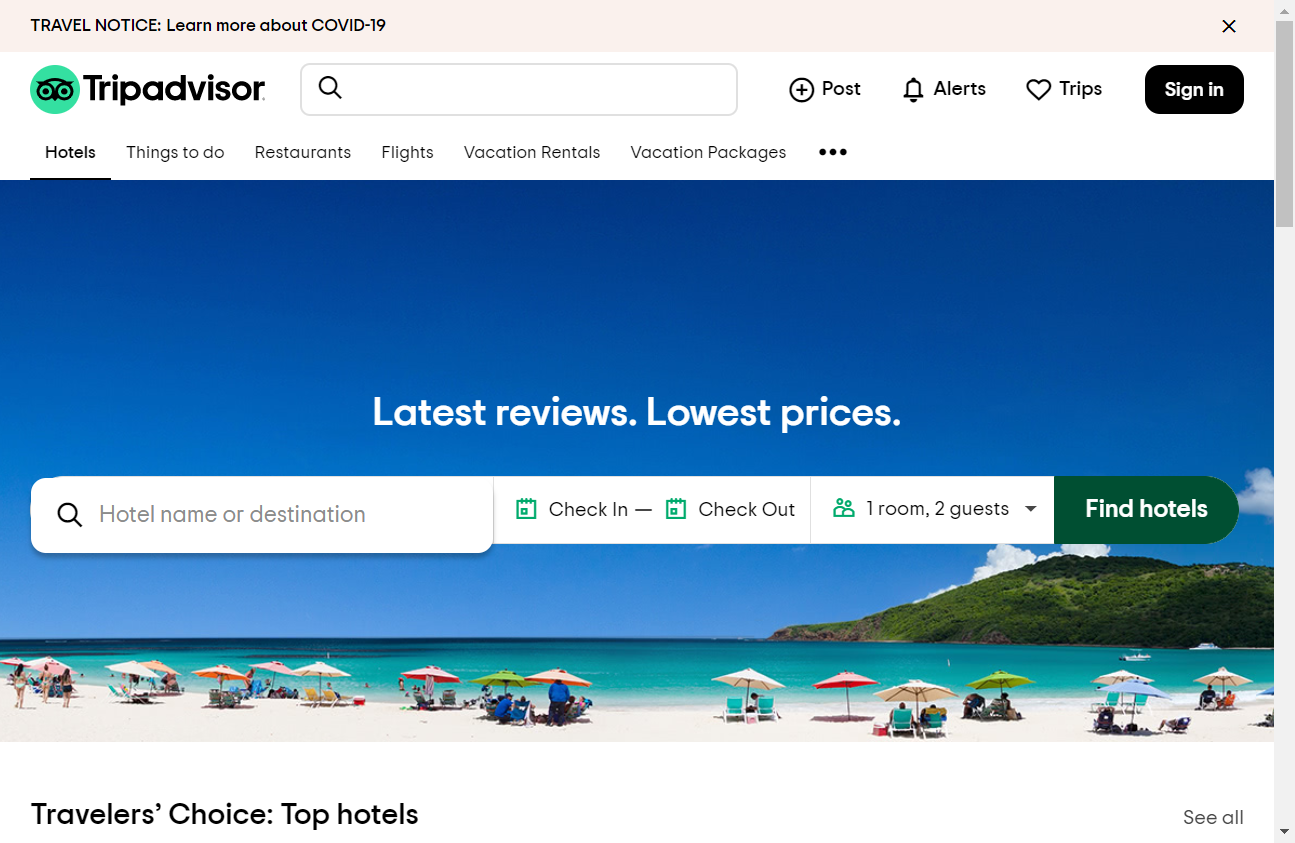 TRAVEL NOTICE: Learn more about COVID-19
Tripadvisor
Post
Alerts
Trips
Sign in
Hotels
Things to do
Restaurants
Flights
Vacation Rentals
Vacation Packages
Latest reviews. Lowest prices.
Hotel name or destination
Check In —
Check Out
1 room, 2 guests
Find hotels
Travelers’ Choice: Top hotels
See all